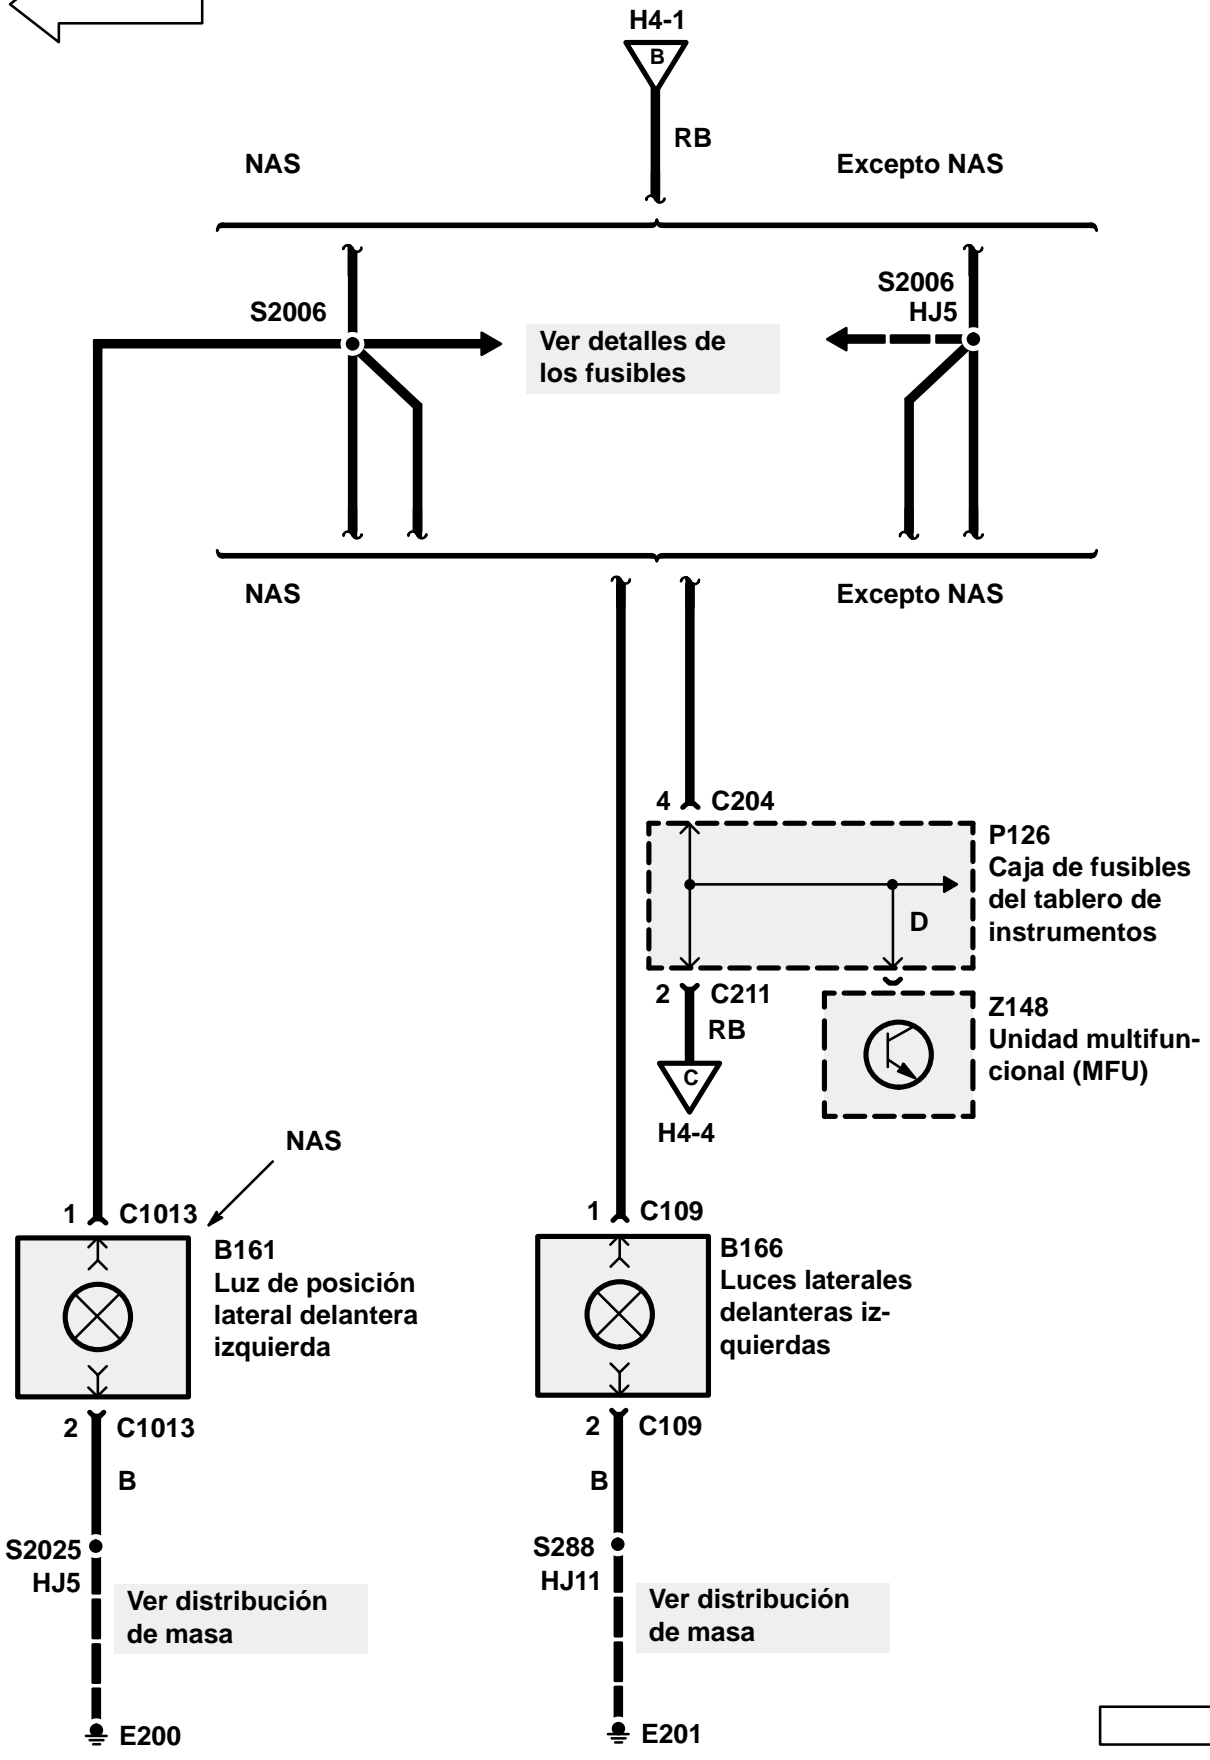 H4-1
B
RB
NAS
Excepto NAS
S2006
S2006
HJ5
Ver detalles de
los fusibles
NAS
Excepto NAS
4 C204
P126
Caja de fusibles
del tablero de
instrumentos
D
2 C211
RB
C
H4-4
Z148
Unidad multifun-
cional (MFU)
NAS
1 C1013
B161
Luz de posición
lateral delantera
izquierda
1 C109
B166
Luces laterales
delanteras iz-
quierdas
2 C1013
B
2 C109
B
S2025
HJ5
Ver distribución
de masa
S288
HJ11
Ver distribución
de masa
E200
E201